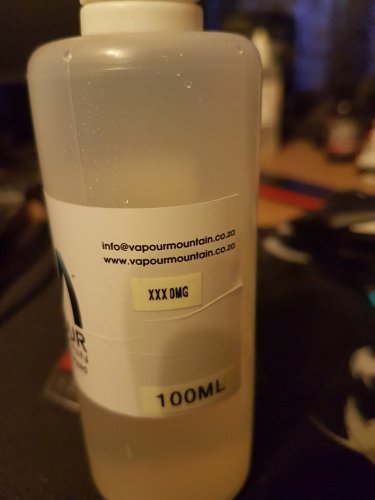 info@vapourmountain.co.za
www.vapourmountain.co.za
XXX 0MG
100ML